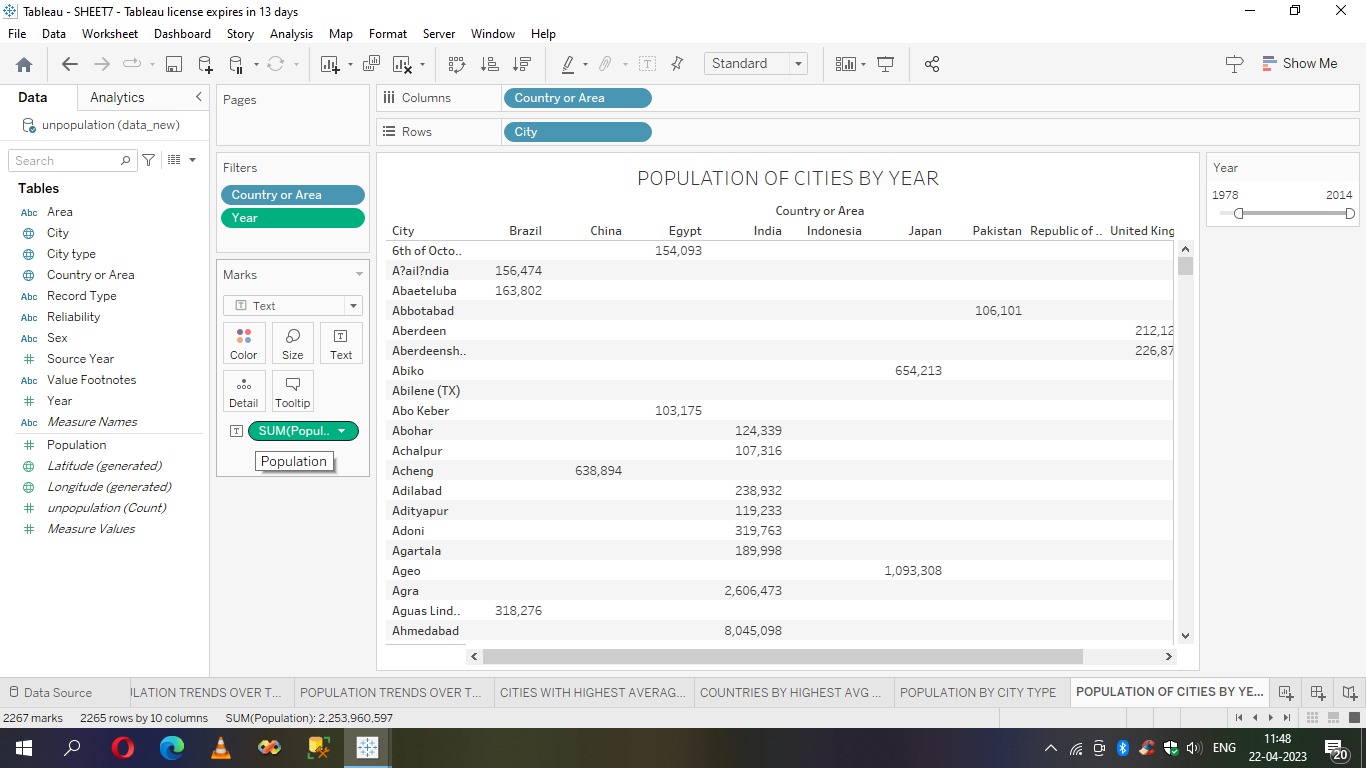 Tableau - SHEET7 - Tableau license expires in 13 days
File Data Worksheet Dashboard Story Analysis Map Format Server Window Help
Standard
Show Me
Data Analytics
unpopulation (data_new)
Search
Tables
Abc Area
City
City type
Country or Area
Abc Record Type
Abc Reliability
Abc Sex
# Source Year
Abc Value Footnotes
# Year
Abc Measure Names
# Population
Latitude (generated)
Longitude (generated)
# unpopulation (Count)
# Measure Values
Pages
Filters
Country or Area
Year
Marks
T Text
Color Size T Text
Detail Tooltip
T SUM(Popul..
Population
Columns Country or Area
Rows City
POPULATION OF CITIES BY YEAR
Country or Area
City Brazil China Egypt India Indonesia Japan Pakistan Republic of .. United King
6th of Octo.. 154,093
A?ail?ndia 156,474
Abaeteluba 163,802
Abbotabad 106,101
Aberdeen 212,12
Aberdeensh.. 226,87
Abiko 654,213
Abilene (TX)
Abo Keber 103,175
Abohar 124,339
Achalpur 107,316
Acheng 638,894
Adilabad 238,932
Adityapur 119,233
Adoni 319,763
Agartala 189,998
Ageo 1,093,308
Agra 2,606,473
Aguas Lind.. 318,276
Ahmedabad 8,045,098
Year
1978 2014
Data Source
JLATION TRENDS OVER T...
POPULATION TRENDS OVER T...
CITIES WITH HIGHEST AVERAG...
COUNTRIES BY HIGHEST AVG ...
POPULATION BY CITY TYPE
POPULATION OF CITIES BY YE...
2267 marks 2265 rows by 10 columns SUM(Population): 2,253,960,597
ENG
11:48
22-04-2023
20